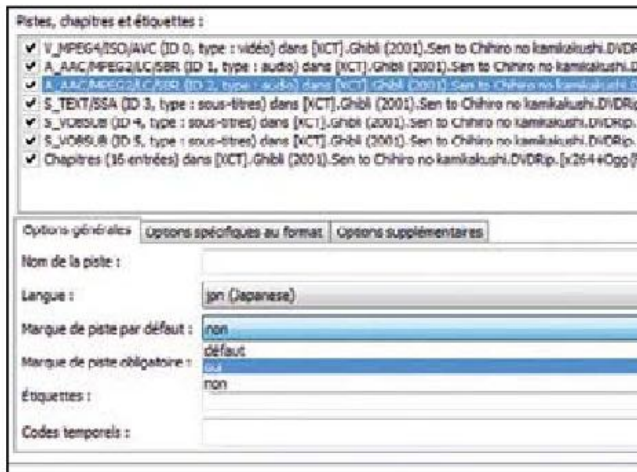 Pistes, chapitres et étiquettes :
V_MPEG4/ISO/AVC (ID 0, type : vidéo) dans [XCT].Ghibli (2001).Sen to Chihiro no kamikakushi.DVDR
A_AAC/MPEG2/LC/SBR (ID 1, type : audio) dans [XCT].Ghibli (2001).Sen to Chihiro no kamikakushi.D
A_AAC/MPEG2/LC/SBR (ID 2, type : audio) dans [XCT].Ghibli (2001).Sen to Chihiro no kamikakushi.D
S_TEXT/SSA (ID 3, type : sous-titres) dans [XCT].Ghibli (2001).Sen to Chihiro no kamikakushi.DVDRip
S_VOBSUB (ID 4, type : sous-titres) dans [XCT].Ghibli (2001).Sen to Chihiro no kamikakushi.DVDRip.
S_VOBSUB (ID 5, type : sous-titres) dans [XCT].Ghibli (2001).Sen to Chihiro no kamikakushi.DVDRip.
Chapitres (16 entrées) dans [XCT].Ghibli (2001).Sen to Chihiro no kamikakushi.DVDRip.[x264+Ogg(
Options générales Options spécifiques au format Options supplémentaires
Nom de la piste :
Langue : jpn (Japanese)
Marque de piste par défaut : non
défaut
Marque de piste obligatoire : oui
non
Étiquettes :
Codes temporels :